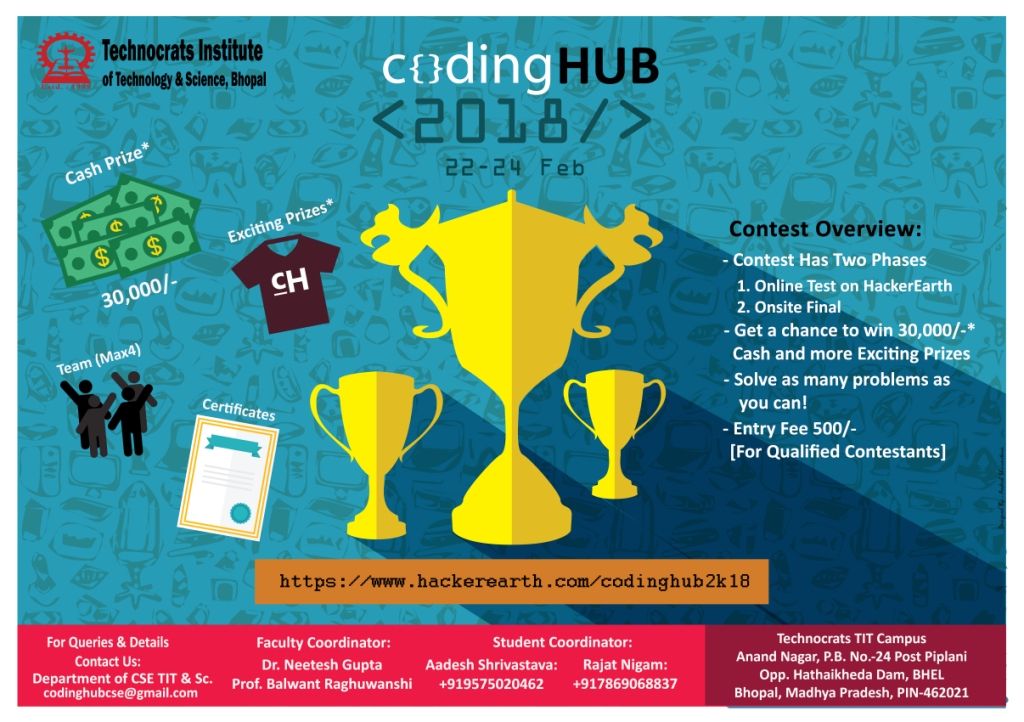 Technocrats Institute
of Technology & Science, Bhopal
Estd. - 1999
c{}dingHUB
<2018/>
22-24 Feb
Cash Prize*
30,000/-
Exciting Prizes*
cH
Team (Max4)
Certificates
Contest Overview:
- Contest Has Two Phases
1. Online Test on HackerEarth
2. Onsite Final
- Get a chance to win 30,000/-*
Cash and more Exciting Prizes
- Solve as many problems as
you can!
- Entry Fee 500/-
[For Qualified Contestants]
https://www.hackerearth.com/codinghub2k18
For Queries & Details
Contact Us:
Department of CSE TIT & Sc.
codinghubcse@gmail.com
Faculty Coordinator:
Dr. Neetesh Gupta
Prof. Balwant Raghuwanshi
Student Coordinator:
Aadesh Shrivastava: Rajat Nigam:
+919575020462 +917869068837
Technocrats TIT Campus
Anand Nagar, P.B. No.-24 Post Piplani
Opp. Hathaikheda Dam, BHEL
Bhopal, Madhya Pradesh, PIN-462021